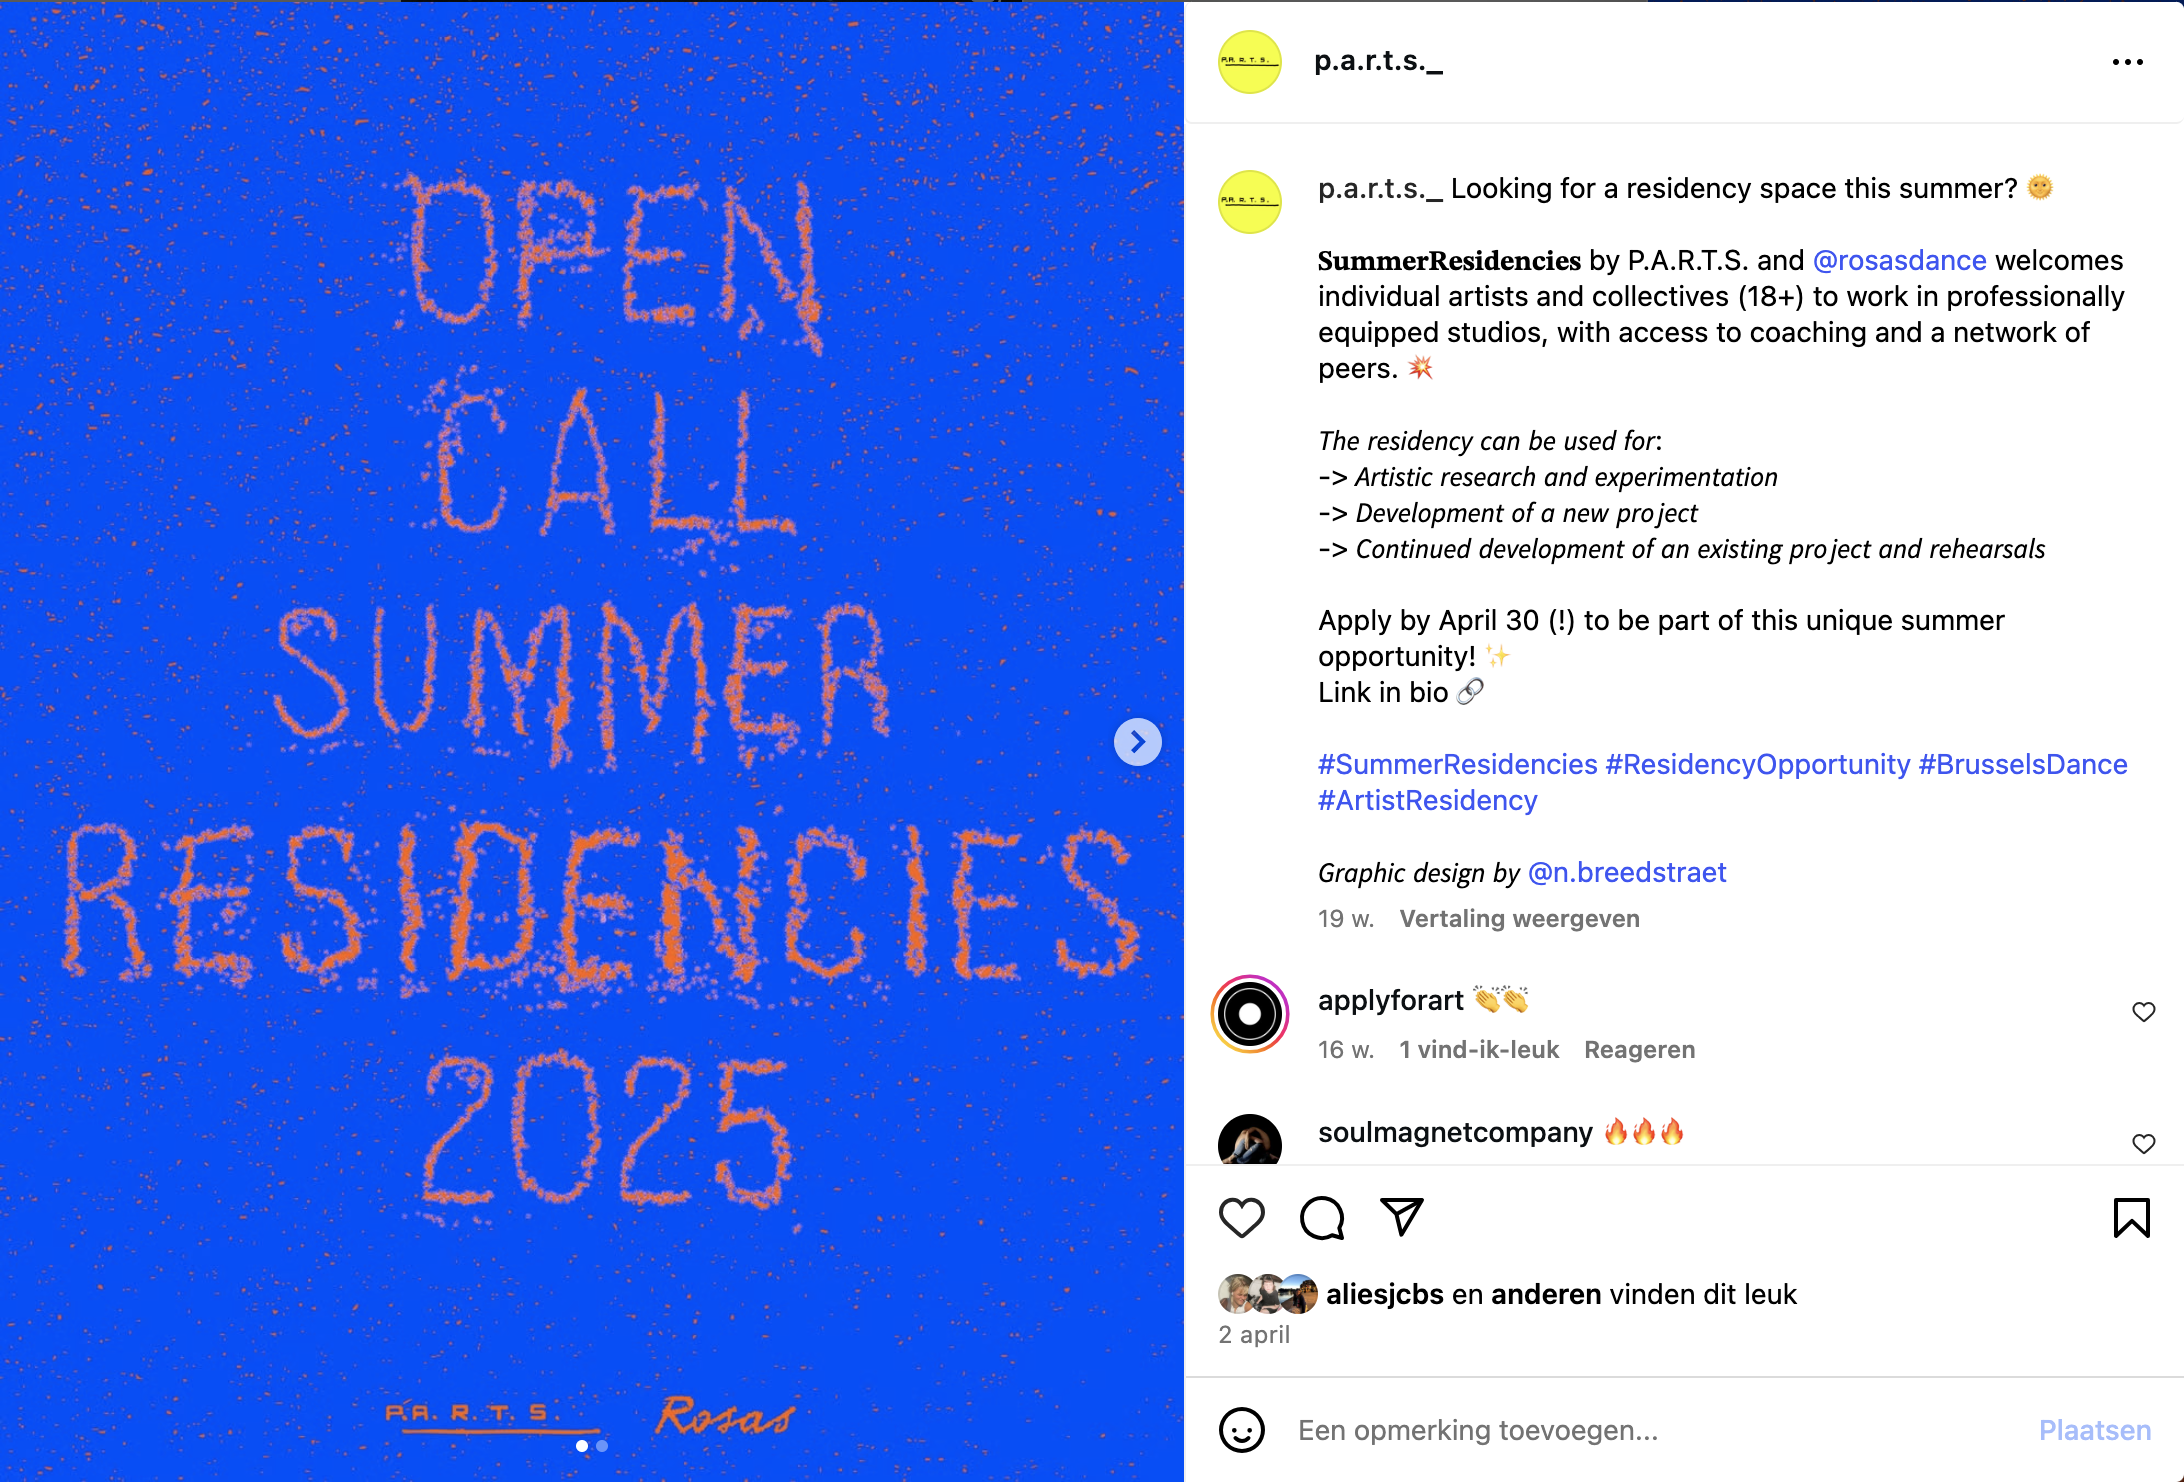 OPEN
CALL
SUMMER
RESIDENCIES
2025
P.A.R.T.S.
Rosas
P.A.R.T.S.
p.a.r.t.s._
P.A.R.T.S.
p.a.r.t.s._ Looking for a residency space this summer? 🌞
SummerResidencies by P.A.R.T.S. and @rosasdance welcomes
individual artists and collectives (18+) to work in professionally
equipped studios, with access to coaching and a network of
peers. 💥
The residency can be used for:
-> Artistic research and experimentation
-> Development of a new project
-> Continued development of an existing project and rehearsals
Apply by April 30 (!) to be part of this unique summer
opportunity! ✨
Link in bio 🔗
#SummerResidencies #ResidencyOpportunity #BrusselsDance
#ArtistResidency
Graphic design by @n.breedstraet
19 w. Vertaling weergeven
applyforart 👏👏
16 w. 1 vind-ik-leuk Reageren
soulmagnetcompany 🔥🔥🔥
aliesjcbs en anderen vinden dit leuk
2 april
Een opmerking toevoegen...
Plaatsen